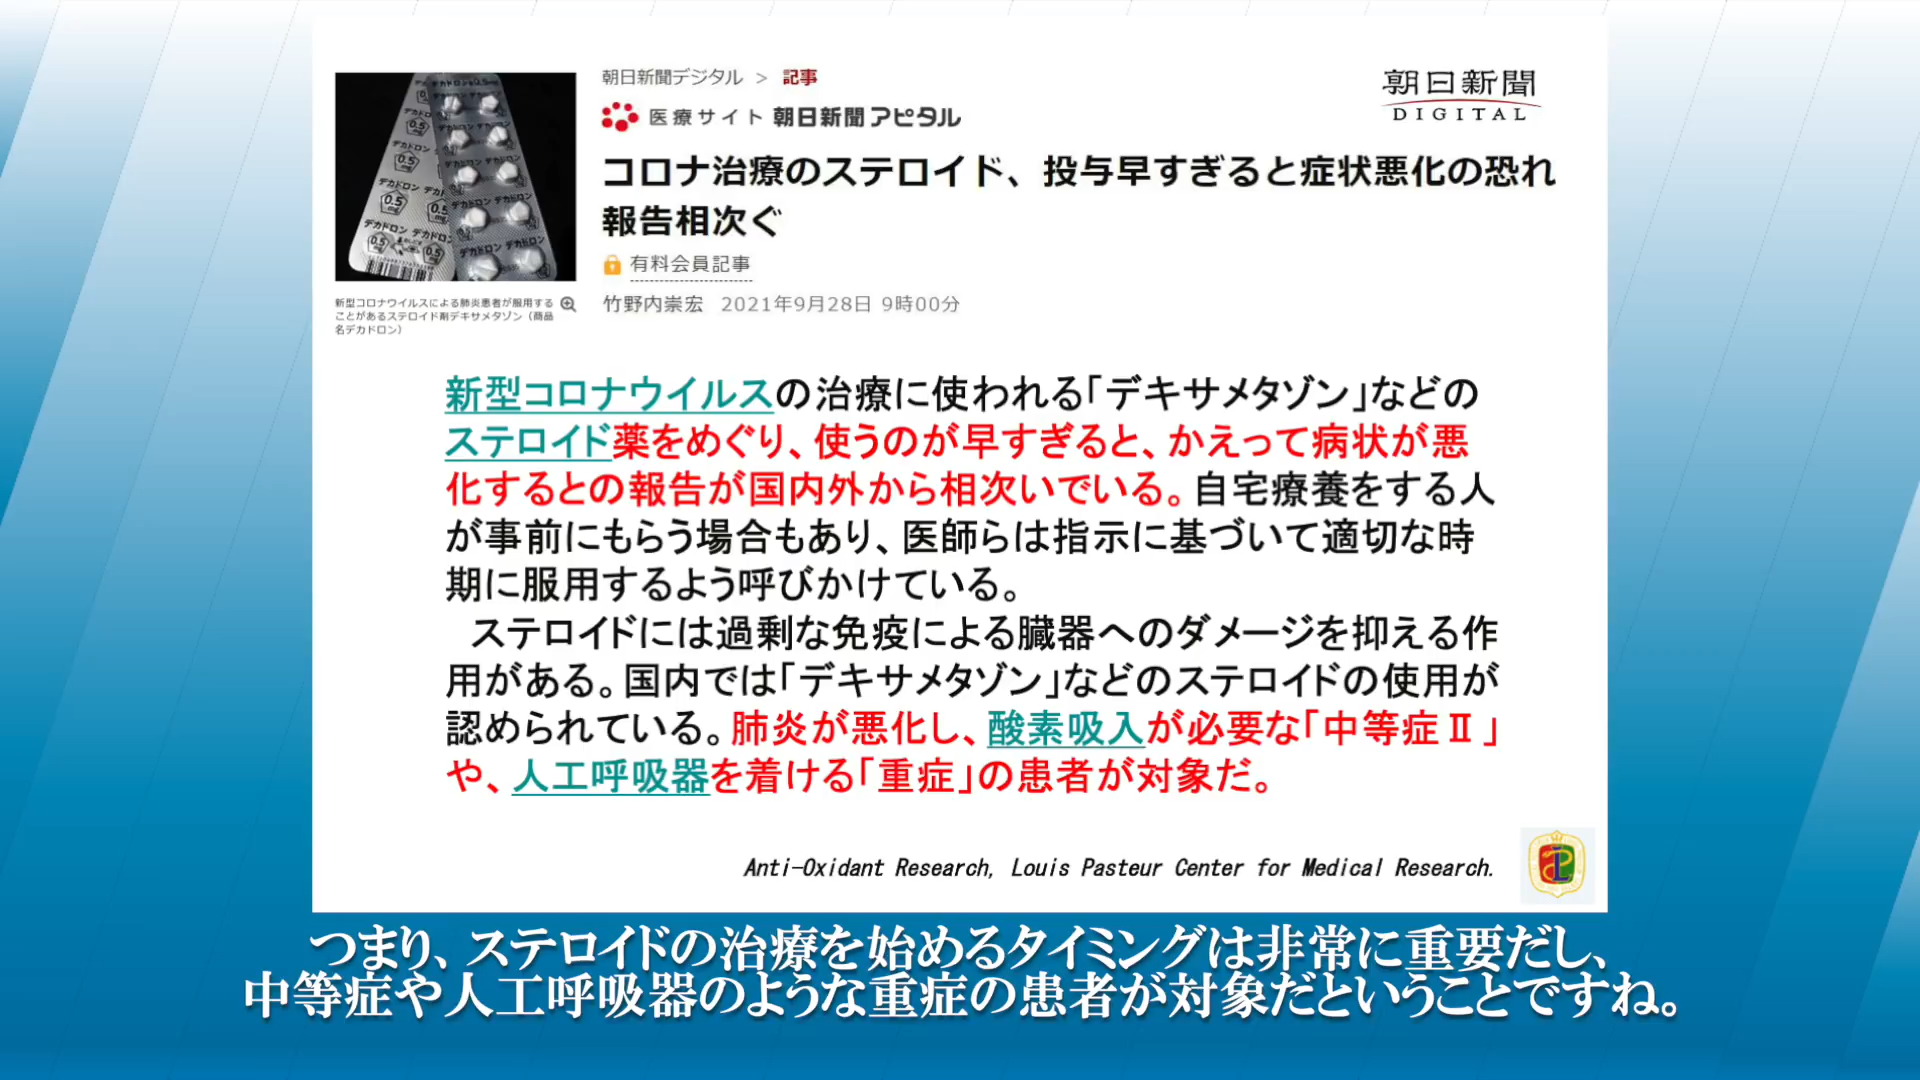 朝日新聞デジタル > 記事
朝日新聞
DIGITAL
医療サイト 朝日新聞アピタル
コロナ治療のステロイド、投与早すぎると症状悪化の恐れ
報告相次ぐ
有料会員記事
竹野内崇宏 2021年9月28日 9時00分
デカドロン
0.5
mg
新型コロナウイルスによる肺炎患者が服用する
ことがあるステロイド剤デキサメタゾン（商品
名デカドロン）
新型コロナウイルスの治療に使われる「デキサメタゾン」などの
ステロイド薬をめぐり、使うのが早すぎると、かえって病状が悪
化するとの報告が国内外から相次いでいる。自宅療養をする人
が事前にもらう場合もあり、医師らは指示に基づいて適切な時
期に服用するよう呼びかけている。
ステロイドには過剰な免疫による臓器へのダメージを抑える作
用がある。国内では「デキサメタゾン」などのステロイドの使用が
認められている。肺炎が悪化し、酸素吸入が必要な「中等症Ⅱ」
や、人工呼吸器を着ける「重症」の患者が対象だ。
Anti-Oxidant Research, Louis Pasteur Center for Medical Research.
つまり、ステロイドの治療を始めるタイミングは非常に重要だし、
中等症や人工呼吸器のような重症の患者が対象だということですね。